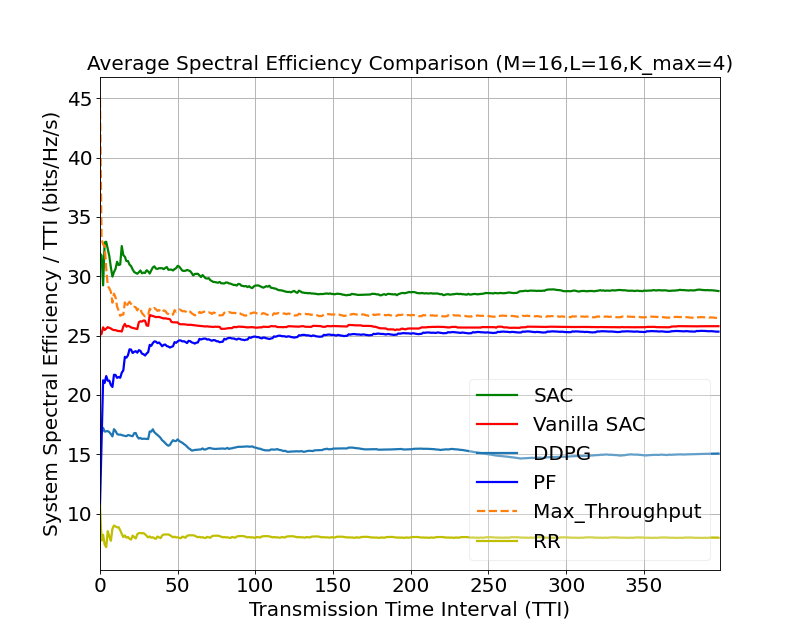 Average Spectral Efficiency Comparison (M=16,L=16,K_max=4)
System Spectral Efficiency / TTI (bits/Hz/s)
45
40
35
30
25
20
15
10
SAC
Vanilla SAC
DDPG
PF
Max_Throughput
RR
0 50 100 150 200 250 300 350
Transmission Time Interval (TTI)